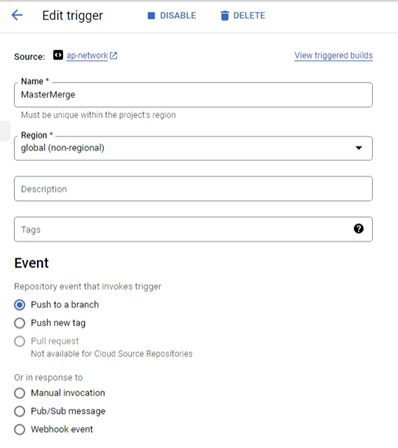 Edit trigger DISABLE DELETE
Source: ap-network View triggered builds
Name *
MasterMerge
Must be unique within the project's region
Region *
global (non-regional)
Description
Tags
Event
Repository event that invokes trigger
Push to a branch
Push new tag
Pull request
Not available for Cloud Source Repositories
Or in response to
Manual invocation
Pub/Sub message
Webhook event